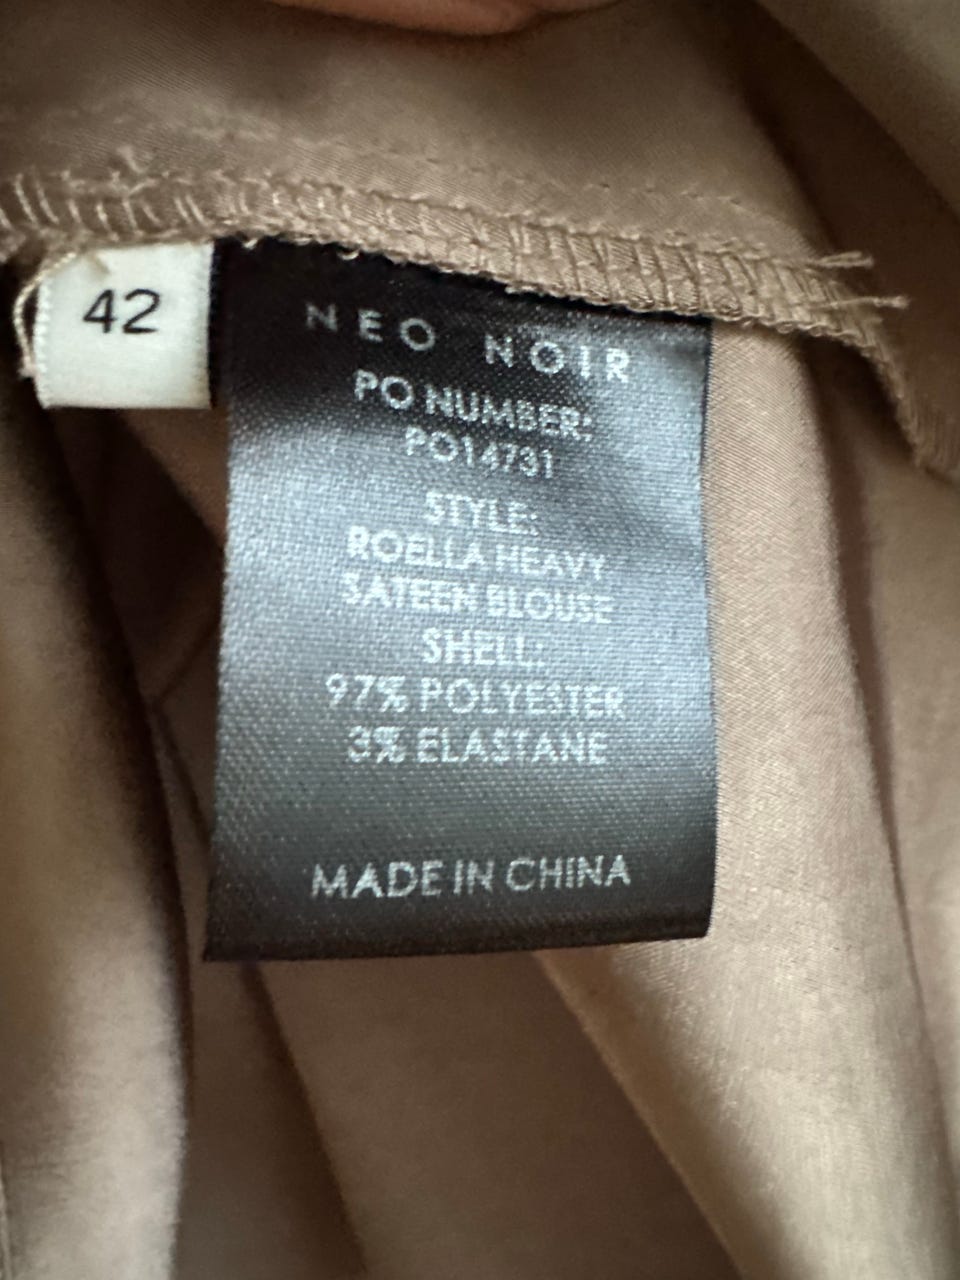 42
NEO NOIR
PO NUMBER:
PO14731
STYLE:
ROELLA HEAVY
SATEEN BLOUSE
SHELL:
97% POLYESTER
3% ELASTANE
MADE IN CHINA